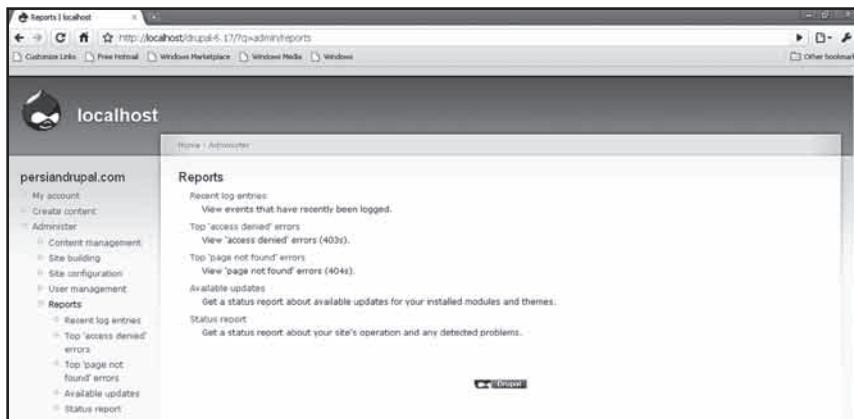 Reports | localhost
http://localhost/drupal-6.17/?q=admin/reports
Customize Links
Free Hotmail
Windows Marketplace
Windows Media
Windows
Other bookmark
localhost
Home › Administer
persiandrupal.com
My account
Create content
Administer
Content management
Site building
Site configuration
User management
Reports
Recent log entries
Top 'access denied'
errors
Top 'page not
found' errors
Available updates
Status report
Reports
Recent log entries
View events that have recently been logged.
Top 'access denied' errors
View 'access denied' errors (403s).
Top 'page not found' errors
View 'page not found' errors (404s).
Available updates
Get a status report about available updates for your installed modules and themes.
Status report
Get a status report about your site's operation and any detected problems.
Drupal